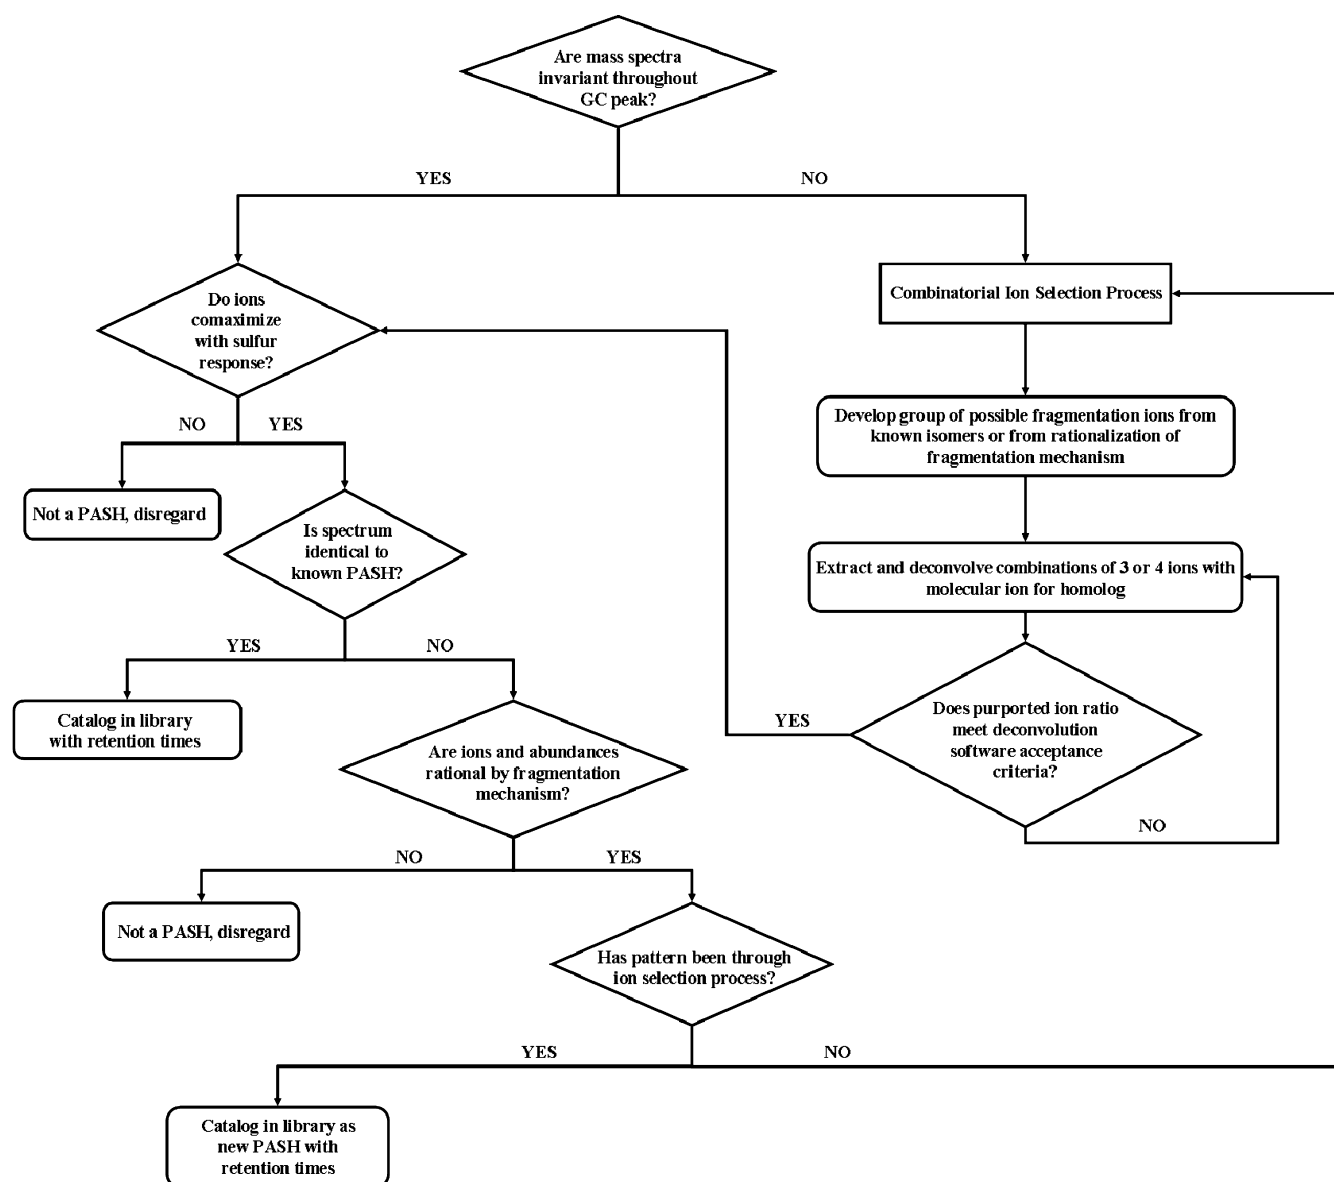 Are mass spectra
invariant throughout
GC peak?
YES
NO
Do ions
comaximize
with sulfur
response?
Combinatorial Ion Selection Process
NO
YES
Develop group of possible fragmentation ions from
known isomers or from rationalization of
fragmentation mechanism
Not a PASH, disregard
Is spectrum
identical to
known PASH?
Extract and deconvolve combinations of 3 or 4 ions with
molecular ion for homolog
YES
NO
Catalog in library
with retention times
Are ions and abundances
rational by fragmentation
mechanism?
YES
Does purported ion ratio
meet deconvolution
software acceptance
criteria?
NO
NO
YES
Not a PASH, disregard
Has pattern been through
ion selection process?
YES
NO
Catalog in library as
new PASH with
retention times